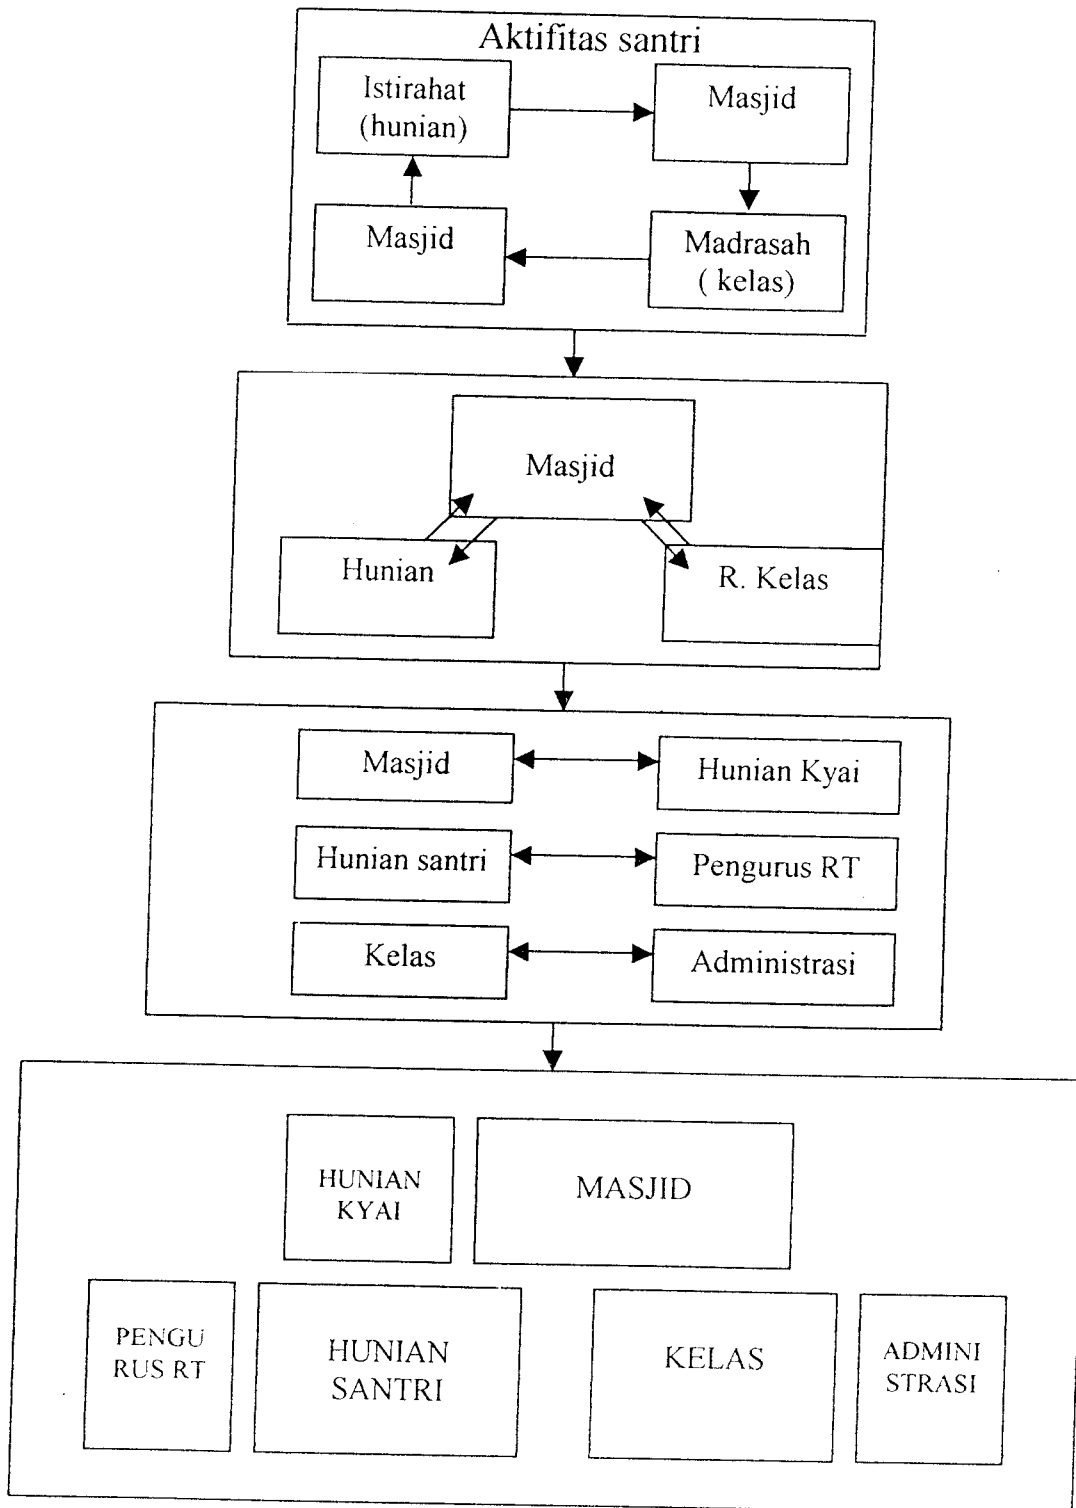 Aktifitas santri
Istirahat
(hunian)
Masjid
Masjid
Madrasah
( kelas)
Masjid
Hunian
R. Kelas
Masjid
Hunian Kyai
Hunian santri
Pengurus RT
Kelas
Administrasi
HUNIAN
KYAI
MASJID
PENGU
RUS RT
HUNIAN
SANTRI
KELAS
ADMINI
STRASI